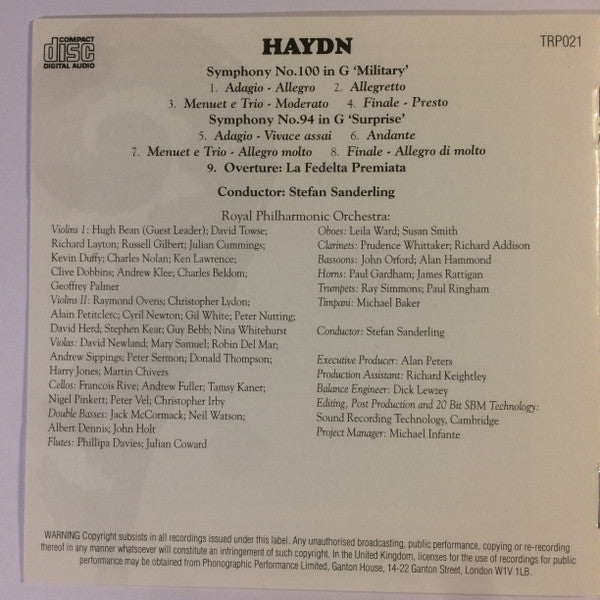 COMPACT
disc
DIGITAL AUDIO
HAYDN
TRP021
Symphony No.100 in G ‘Military’
1. Adagio - Allegro 2. Allegretto
3. Menuet e Trio - Moderato 4. Finale - Presto
Symphony No.94 in G ‘Surprise’
5. Adagio - Vivace assai 6. Andante
7. Menuet e Trio - Allegro molto 8. Finale - Allegro di molto
9. Overture: La Fedelta Premiata
Conductor: Stefan Sanderling
Royal Philharmonic Orchestra:
Violins I: Hugh Bean (Guest Leader); David Towse;
Richard Layton; Russell Gilbert; Julian Cummings;
Kevin Duffy; Charles Nolan; Ken Lawrence;
Clive Dobbins; Andrew Klee; Charles Beldom;
Geoffrey Palmer
Violins II: Raymond Ovens; Christopher Lydon;
Alain Petitclerc; Cyril Newton; Gil White; Peter Nutting;
David Herd; Stephen Kear; Guy Bebb; Nina Whitehurst
Violas: David Newland; Mary Samuel; Robin Del Mar;
Andrew Sippings; Peter Sermon; Donald Thompson;
Harry Jones; Martin Chivers
Cellos: Francois Rive; Andrew Fuller; Tamsy Kaner;
Nigel Pinkett; Peter Vel; Christopher Irby
Double Basses: Jack McCormack; Neil Watson;
Albert Dennis; John Holt
Flutes: Phillipa Davies; Julian Coward
Oboes: Leila Ward; Susan Smith
Clarinets: Prudence Whittaker; Richard Addison
Bassoons: John Orford; Alan Hammond
Horns: Paul Gardham; James Rattigan
Trumpets: Ray Simmons; Paul Ringham
Timpani: Michael Baker
Conductor: Stefan Sanderling
Executive Producer: Alan Peters
Production Assistant: Richard Keightley
Balance Engineer: Dick Lewzey
Editing, Post Production and 20 Bit SBM Technology:
Sound Recording Technology, Cambridge
Project Manager: Michael Infante
WARNING Copyright subsists in all recordings issued under this label. Any unauthorised broadcasting, public performance, copying or re-recording
thereof in any manner whatsoever will constitute an infringement of such copyright. In the United Kingdom, licenses for the use of recordings for public
performance may be obtained from Phonographic Performance Limited, Ganton House, 14-22 Ganton Street, London W1V 1LB.